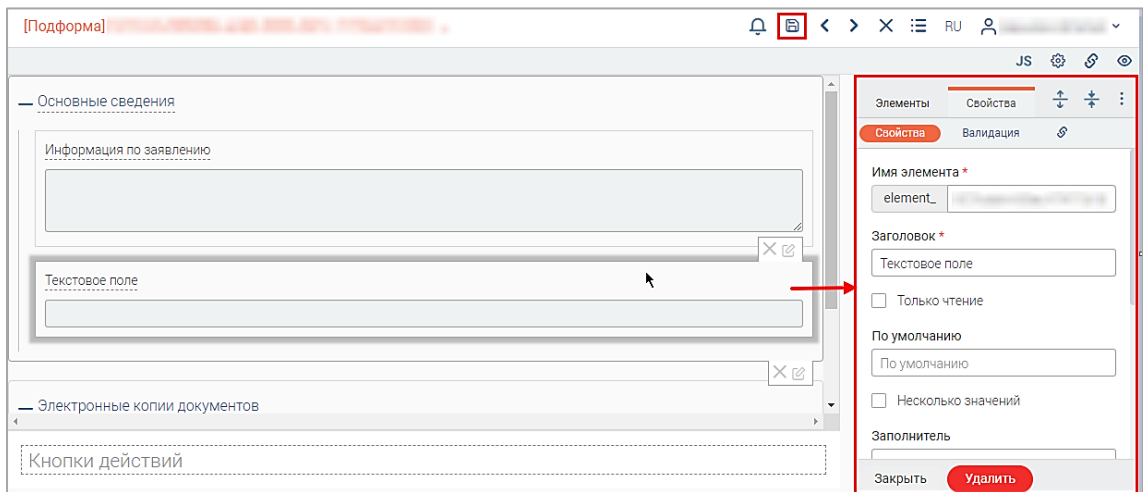 [Подформа]
RU
JS
Основные сведения
Информация по заявлению
Текстовое поле
Электронные копии документов
Кнопки действий
Элементы Свойства
Свойства Валидация
Имя элемента *
element_
Заголовок *
Текстовое поле
Только чтение
По умолчанию
По умолчанию
Несколько значений
Заполнитель
Закрыть Удалить